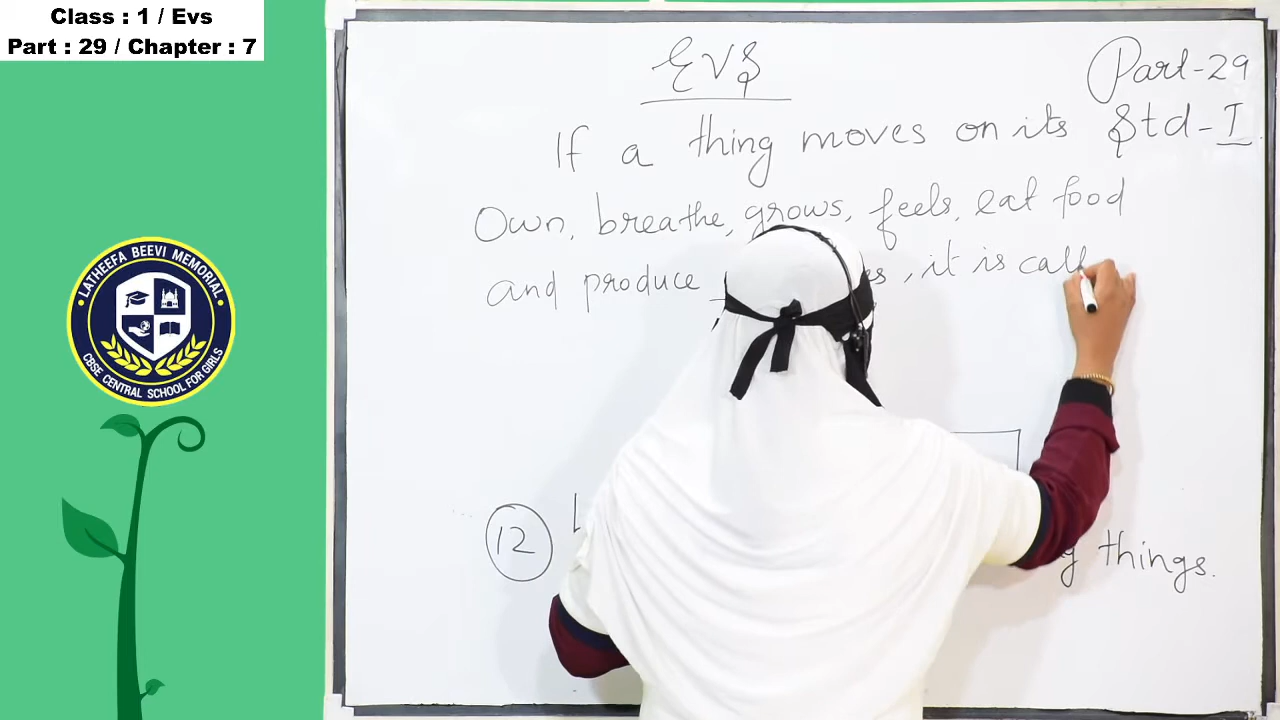 Class : 1 / Evs
Part : 29 / Chapter : 7
LATHEEFA BEEVI MEMORIAL
CBSE CENTRAL SCHOOL FOR GIRLS
EVS
Part-29
Std-I
If a thing moves on its
Own, breathe, grows, feels, eat food
and produce , it is call
12
things.